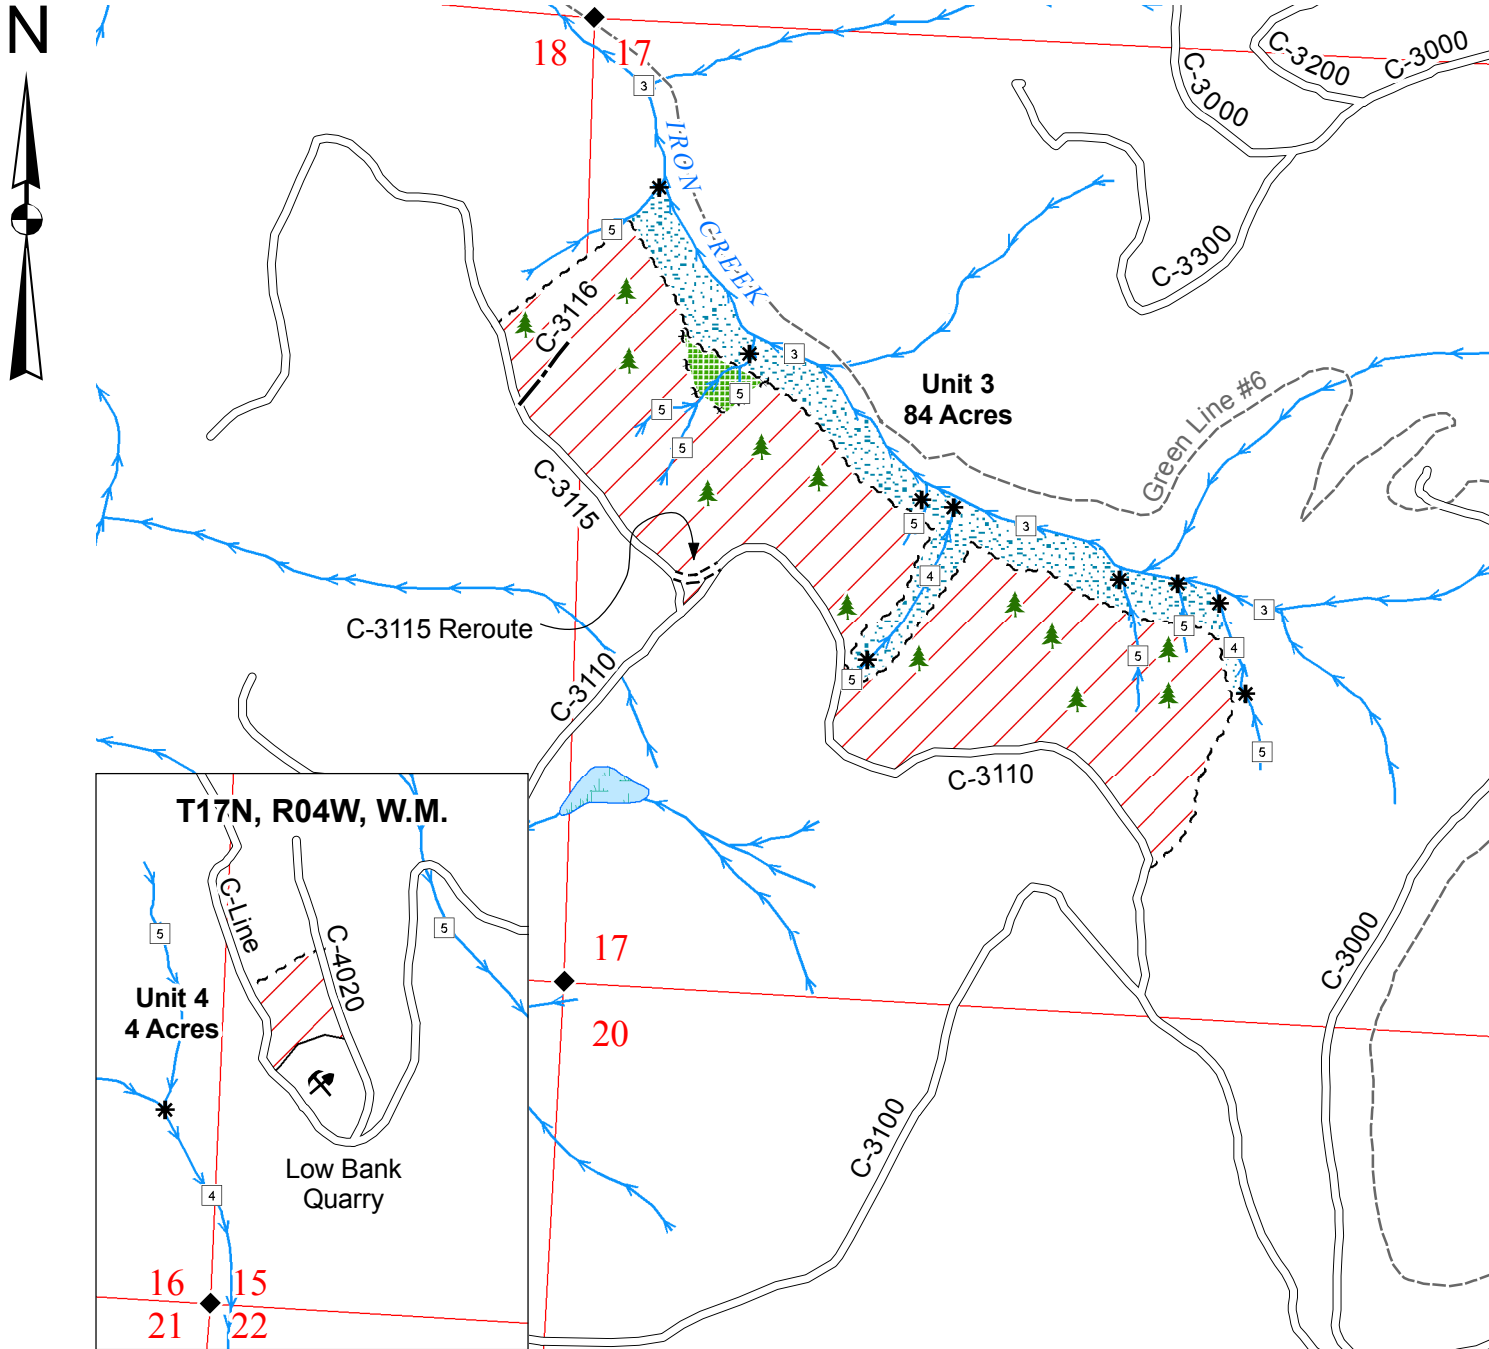 N
18
17
3
C-3000
C-3200
C-3000
IRON CREEK
5
C-3116
C-3300
3
5
5
5
Unit 3
84 Acres
Green Line #6
C-3115
5
3
4
C-3115 Reroute
3
5
4
5
5
C-3110
5
C-3110
T17N, R04W, W.M.
C-Line
5
5
C-4020
17
C-3000
Unit 4
4 Acres
20
C-3100
Low Bank
Quarry
4
16
15
21
22